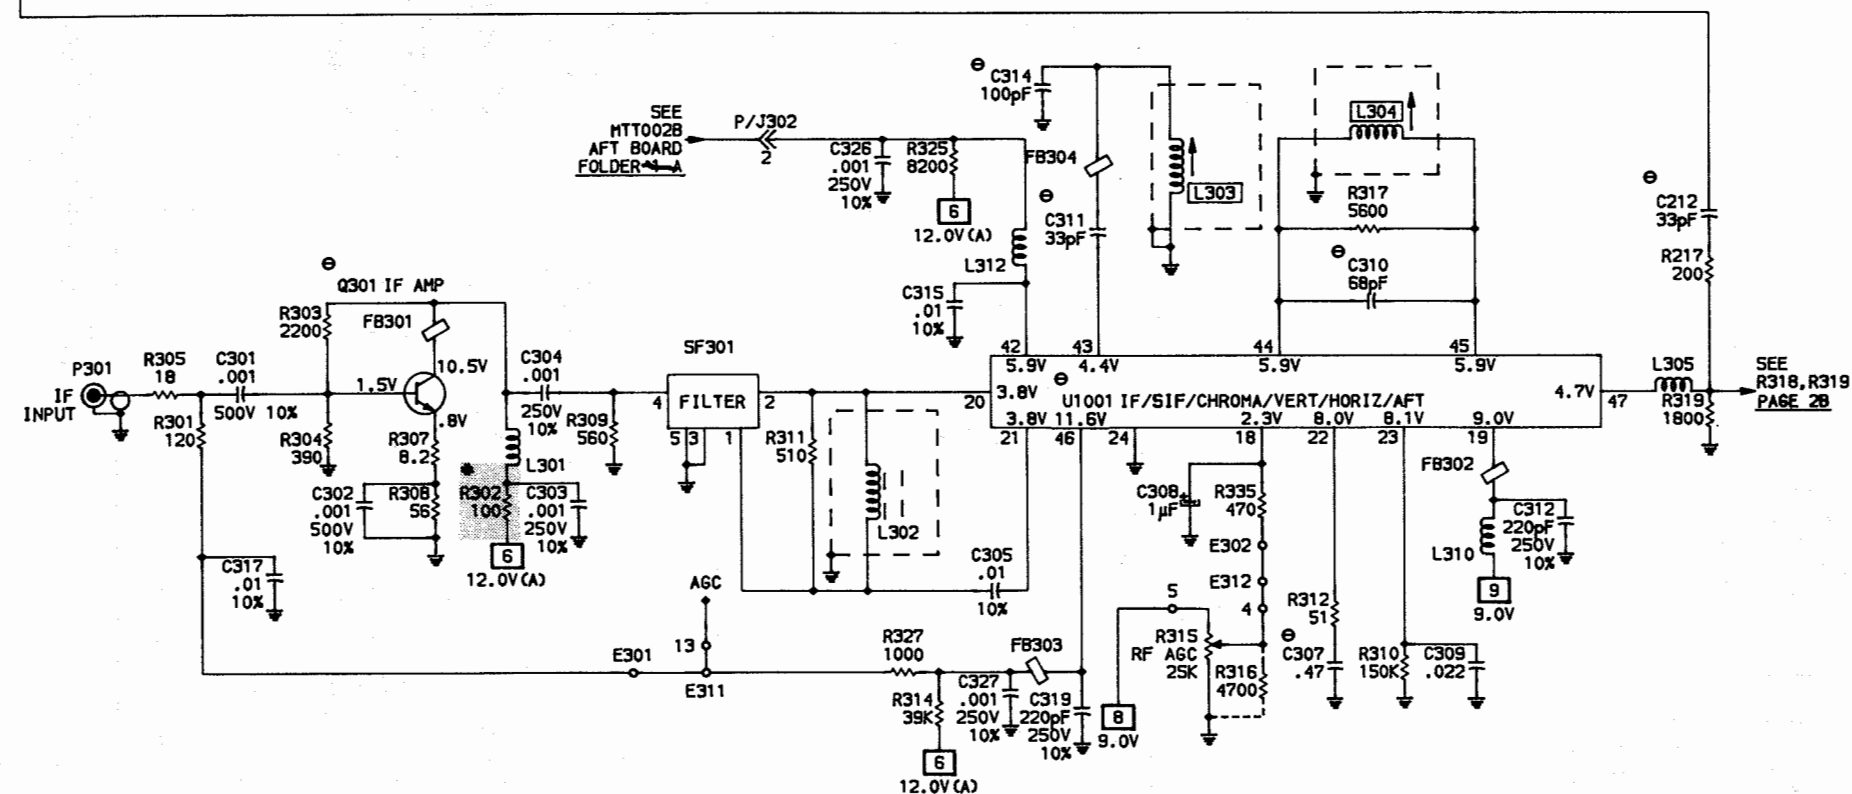 C314
100pF
SEE
MTT002B
AFT BOARD
FOLDER 1-A
P/J302
2
C326
.001
250V
10%
R325
8200
6
12.0V(A)
FB304
C311
33pF
L303
L304
R317
5600
C310
68pF
C212
33pF
R217
200
L312
C315
.01
10%
Q301 IF AMP
R303
2200
FB301
10.5V
1.5V
.8V
P301
IF
INPUT
R305
18
C301
.001
500V 10%
R301
120
R304
390
R307
8.2
C302
.001
500V
10%
R308
56
*
R302
100
L301
C303
.001
250V
10%
6
12.0V(A)
C304
.001
250V
10%
R309
560
SF301
4
FILTER
2
5
3
1
R311
510
L302
C305
.01
10%
42
5.9V
43
4.4V
44
5.9V
45
5.9V
20
3.8V
U1001 IF/SIF/CHROMA/VERT/HORIZ/AFT
4.7V
47
3.8V
21
11.6V
46
24
2.3V
18
8.0V
22
8.1V
23
9.0V
19
L305
SEE
R318,R319
PAGE 2B
R319
1800
C308
+
1µF
R335
470
E302
E312
4
5
R315
RF AGC
25K
R316
4700
8
9.0V
R312
51
C307
.47
R310
150K
C309
.022
FB302
C312
220pF
250V
10%
L310
9
9.0V
C317
.01
10%
AGC
13
E301
E311
R327
1000
FB303
R314
39K
C327
.001
250V
10%
C319
220pF
250V
10%
6
12.0V(A)